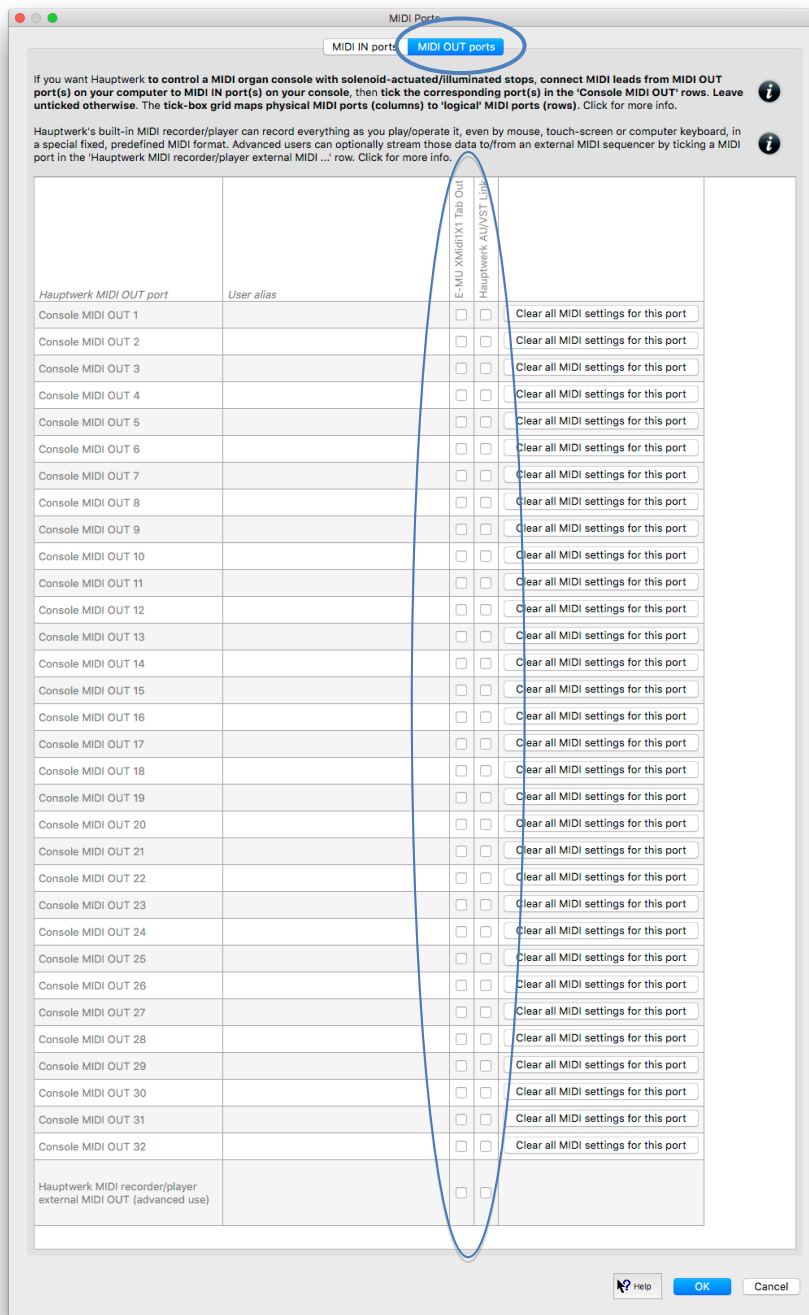 MIDI Ports
MIDI IN ports
MIDI OUT ports
If you want Hauptwerk to control a MIDI organ console with solenoid-actuated/illuminated stops, connect MIDI leads from MIDI OUT
port(s) on your computer to MIDI IN port(s) on your console, then tick the corresponding port(s) in the 'Console MIDI OUT' rows. Leave
unticked otherwise. The tick-box grid maps physical MIDI ports (columns) to 'logical' MIDI ports (rows). Click for more info.
Hauptwerk's built-in MIDI recorder/player can record everything as you play/operate it, even by mouse, touch-screen or computer keyboard, in
a special fixed, predefined MIDI format. Advanced users can optionally stream those data to/from an external MIDI sequencer by ticking a MIDI
port in the 'Hauptwerk MIDI recorder/player external MIDI ...' row. Click for more info.
Hauptwerk MIDI OUT port
User alias
E-MU XMidi1X1 Tab Out
Hauptwerk AU/VST Link
Console MIDI OUT 1 Clear all MIDI settings for this port
Console MIDI OUT 2 Clear all MIDI settings for this port
Console MIDI OUT 3 Clear all MIDI settings for this port
Console MIDI OUT 4 Clear all MIDI settings for this port
Console MIDI OUT 5 Clear all MIDI settings for this port
Console MIDI OUT 6 Clear all MIDI settings for this port
Console MIDI OUT 7 Clear all MIDI settings for this port
Console MIDI OUT 8 Clear all MIDI settings for this port
Console MIDI OUT 9 Clear all MIDI settings for this port
Console MIDI OUT 10 Clear all MIDI settings for this port
Console MIDI OUT 11 Clear all MIDI settings for this port
Console MIDI OUT 12 Clear all MIDI settings for this port
Console MIDI OUT 13 Clear all MIDI settings for this port
Console MIDI OUT 14 Clear all MIDI settings for this port
Console MIDI OUT 15 Clear all MIDI settings for this port
Console MIDI OUT 16 Clear all MIDI settings for this port
Console MIDI OUT 17 Clear all MIDI settings for this port
Console MIDI OUT 18 Clear all MIDI settings for this port
Console MIDI OUT 19 Clear all MIDI settings for this port
Console MIDI OUT 20 Clear all MIDI settings for this port
Console MIDI OUT 21 Clear all MIDI settings for this port
Console MIDI OUT 22 Clear all MIDI settings for this port
Console MIDI OUT 23 Clear all MIDI settings for this port
Console MIDI OUT 24 Clear all MIDI settings for this port
Console MIDI OUT 25 Clear all MIDI settings for this port
Console MIDI OUT 26 Clear all MIDI settings for this port
Console MIDI OUT 27 Clear all MIDI settings for this port
Console MIDI OUT 28 Clear all MIDI settings for this port
Console MIDI OUT 29 Clear all MIDI settings for this port
Console MIDI OUT 30 Clear all MIDI settings for this port
Console MIDI OUT 31 Clear all MIDI settings for this port
Console MIDI OUT 32 Clear all MIDI settings for this port
Hauptwerk MIDI recorder/player
external MIDI OUT (advanced use)
Help
OK
Cancel